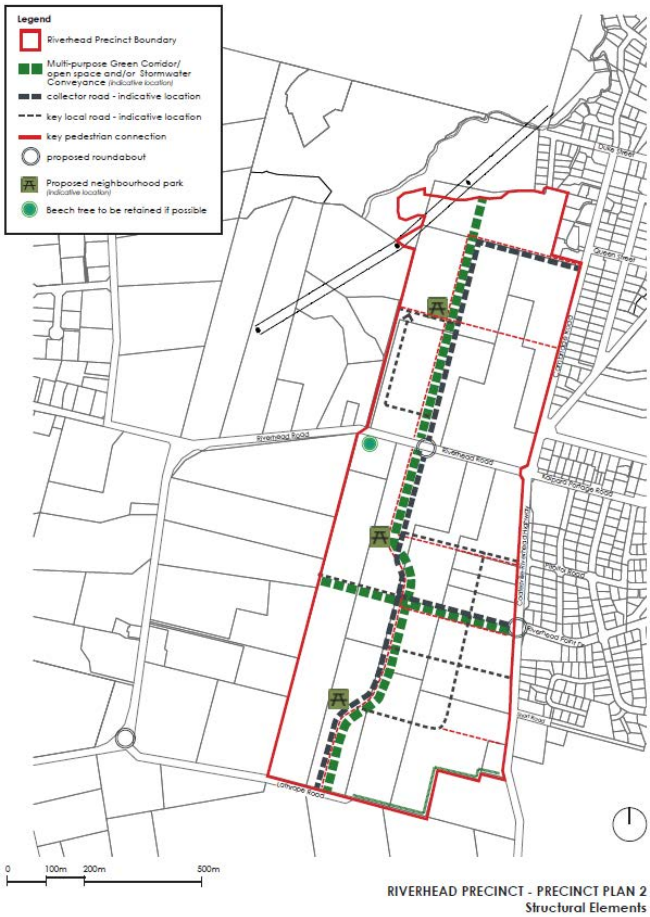 Legend
Riverhead Precinct Boundary
Multi-purpose Green Corridor/
open space and/or Stormwater
Conveyance (indicative location)
collector road - indicative location
key local road - indicative location
key pedestrian connection
proposed roundabout
Proposed neighbourhood park
(indicative location)
Beech tree to be retained if possible
Duke Street
Queen Street
Riverhead Road
Riverhead Road
Kaipara Portage Road
Coatesville-Riverhead Highway
Riverhead Point Dr
Lathrope Road
0 100m 200m 500m
RIVERHEAD PRECINCT - PRECINCT PLAN 2
Structural Elements